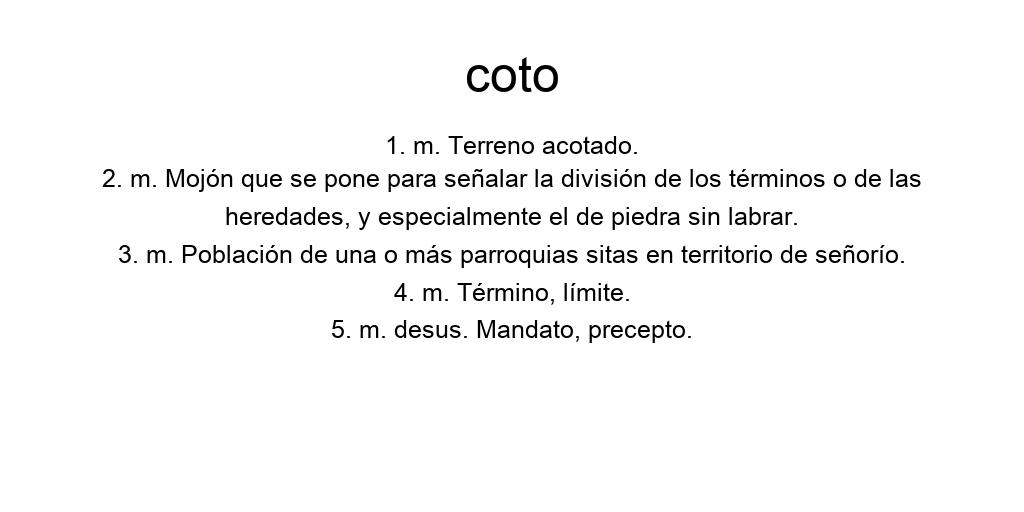 coto
1. m. Terreno acotado.
2. m. Mojón que se pone para señalar la división de los términos o de las
heredades, y especialmente el de piedra sin labrar.
3. m. Población de una o más parroquias sitas en territorio de señorío.
4. m. Término, límite.
5. m. desus. Mandato, precepto.